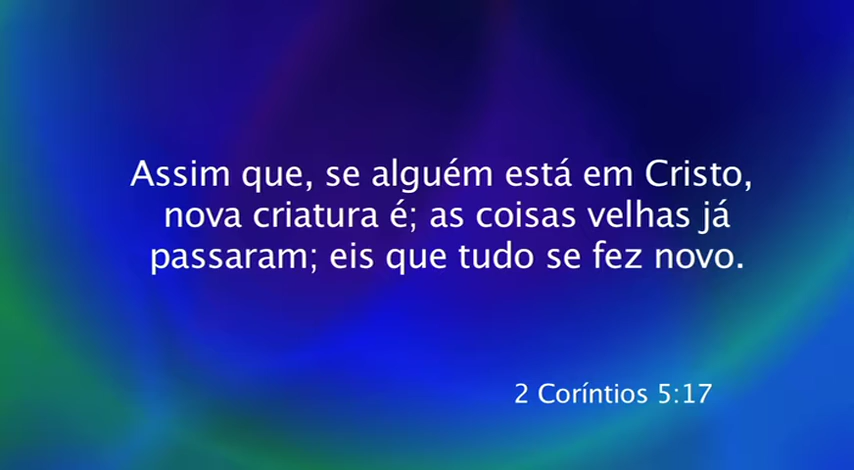 Assim que, se alguém está em Cristo,
nova criatura é; as coisas velhas já
passaram; eis que tudo se fez novo.
2 Coríntios 5:17